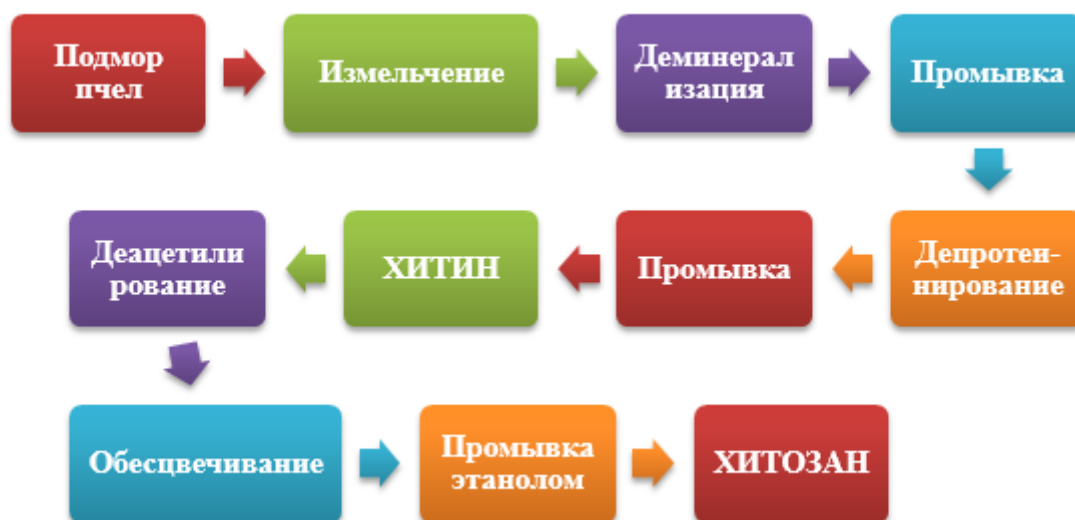 Подмор
пчел
Измельчение
Деминерал
изация
Промывка
Депротеи-
нирование
Промывка
ХИТИН
Деацетили
рование
Обесцвечивание
Промывка
этанолом
ХИТОЗАН